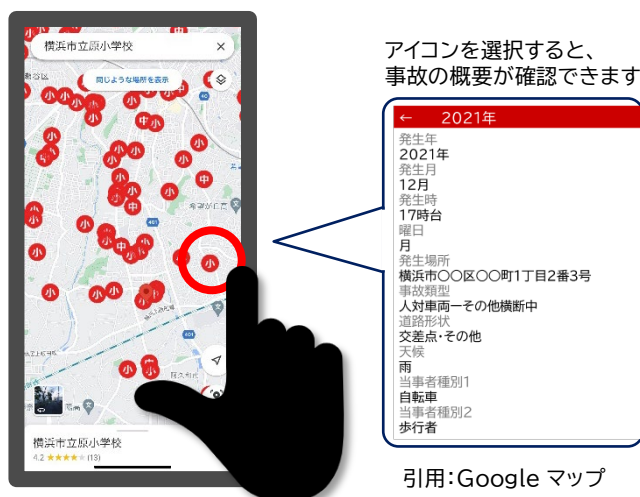 横浜市立原小学校
同じような場所を表示
アイコンを選択すると、
事故の概要が確認できます
← 2021年
発生年
2021年
発生月
12月
発生時
17時台
曜日
月
発生場所
横浜市〇〇区〇〇町1丁目2番3号
事故類型
人対車両ーその他横断中
道路形状
交差点・その他
天候
雨
当事者種別1
自転車
当事者種別2
歩行者
小
中
401
横浜市立原小学校
4.2 ★★★★★ (13)
引用:Google マップ